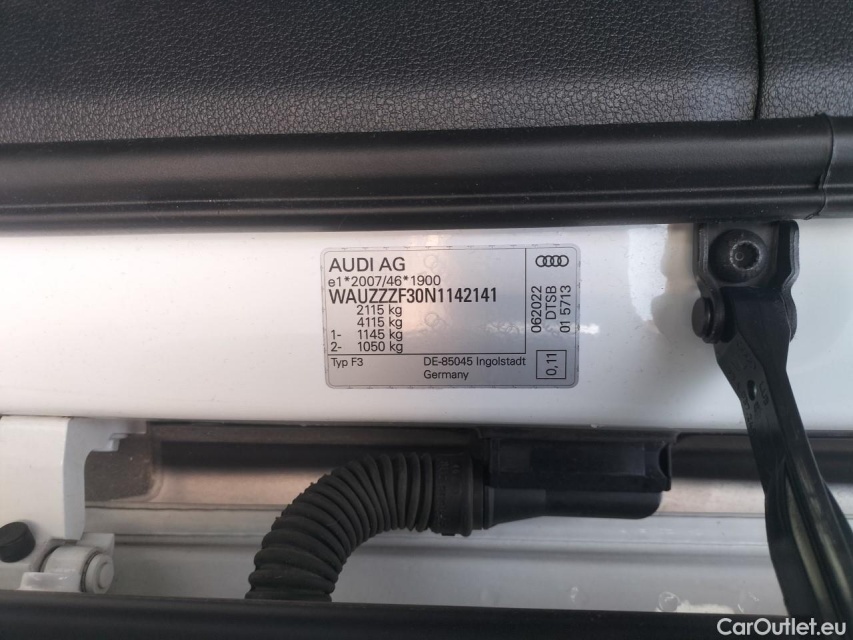 AUDI AG
e1*2007/46*1900
WAUZZZF30N1142141
2115 kg
4115 kg
1- 1145 kg
2- 1050 kg
Typ F3 DE-85045 Ingolstadt
Germany
062022
DTSB
01 5713
0,11
CarOutlet.eu